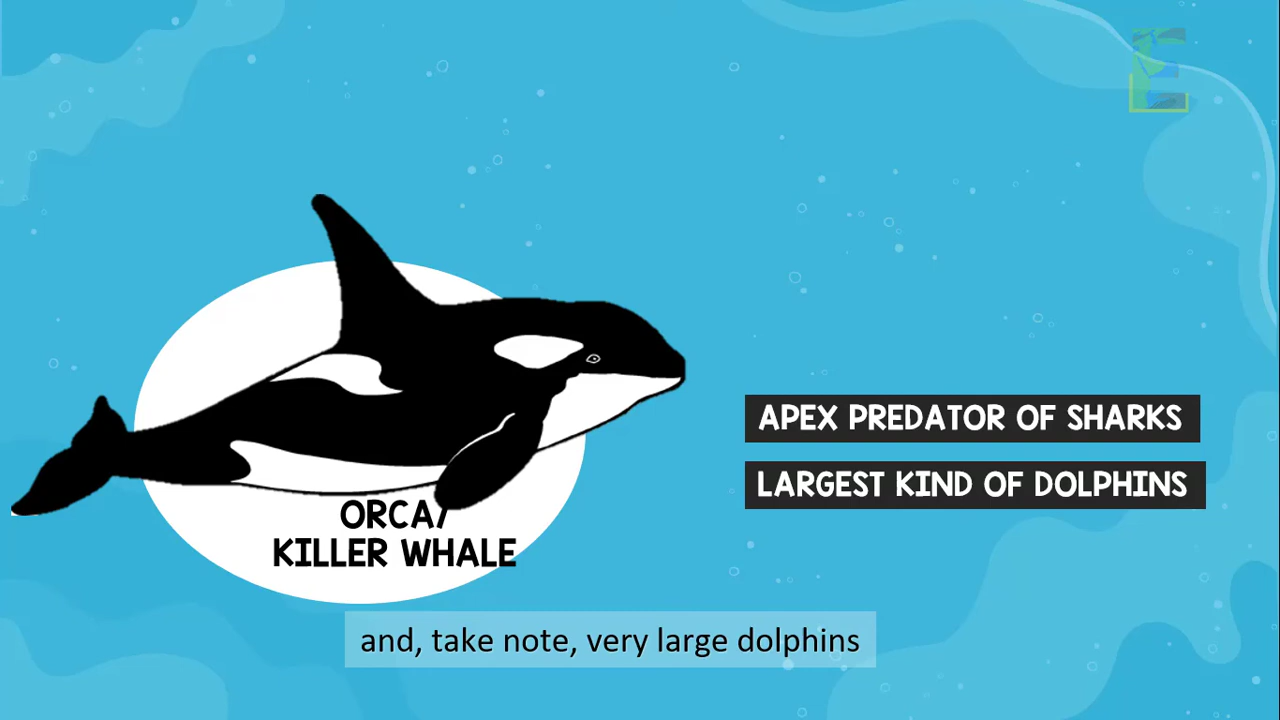 APEX PREDATOR OF SHARKS
LARGEST KIND OF DOLPHINS
ORCA/
KILLER WHALE
and, take note, very large dolphins